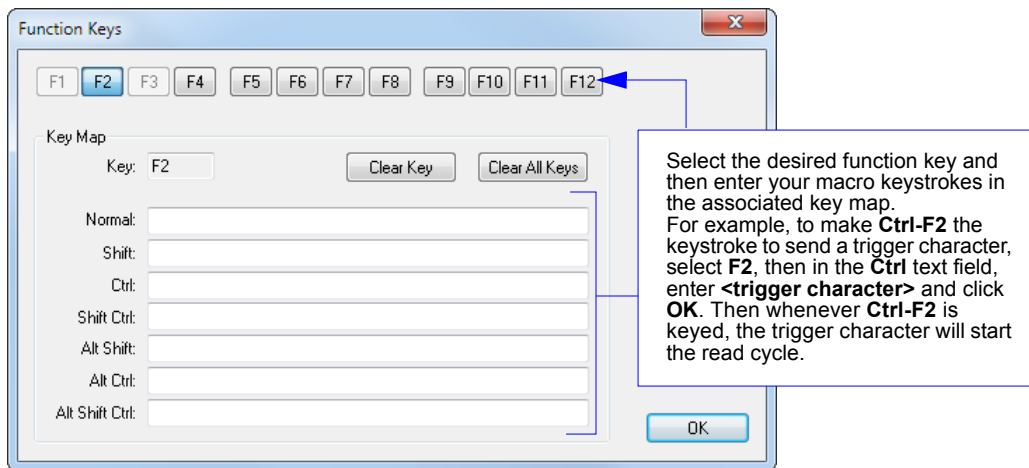 Function Keys
F1 F2 F3 F4 F5 F6 F7 F8 F9 F10 F11 F12
Key Map
Key: F2 Clear Key Clear All Keys
Normal:
Shift:
Ctrl:
Shift Ctrl:
Alt Shift:
Alt Ctrl:
Alt Shift Ctrl:
OK
Select the desired function key and
then enter your macro keystrokes in
the associated key map.
For example, to make Ctrl-F2 the
keystroke to send a trigger character,
select F2, then in the Ctrl text field,
enter <trigger character> and click
OK. Then whenever Ctrl-F2 is
keyed, the trigger character will start
the read cycle.